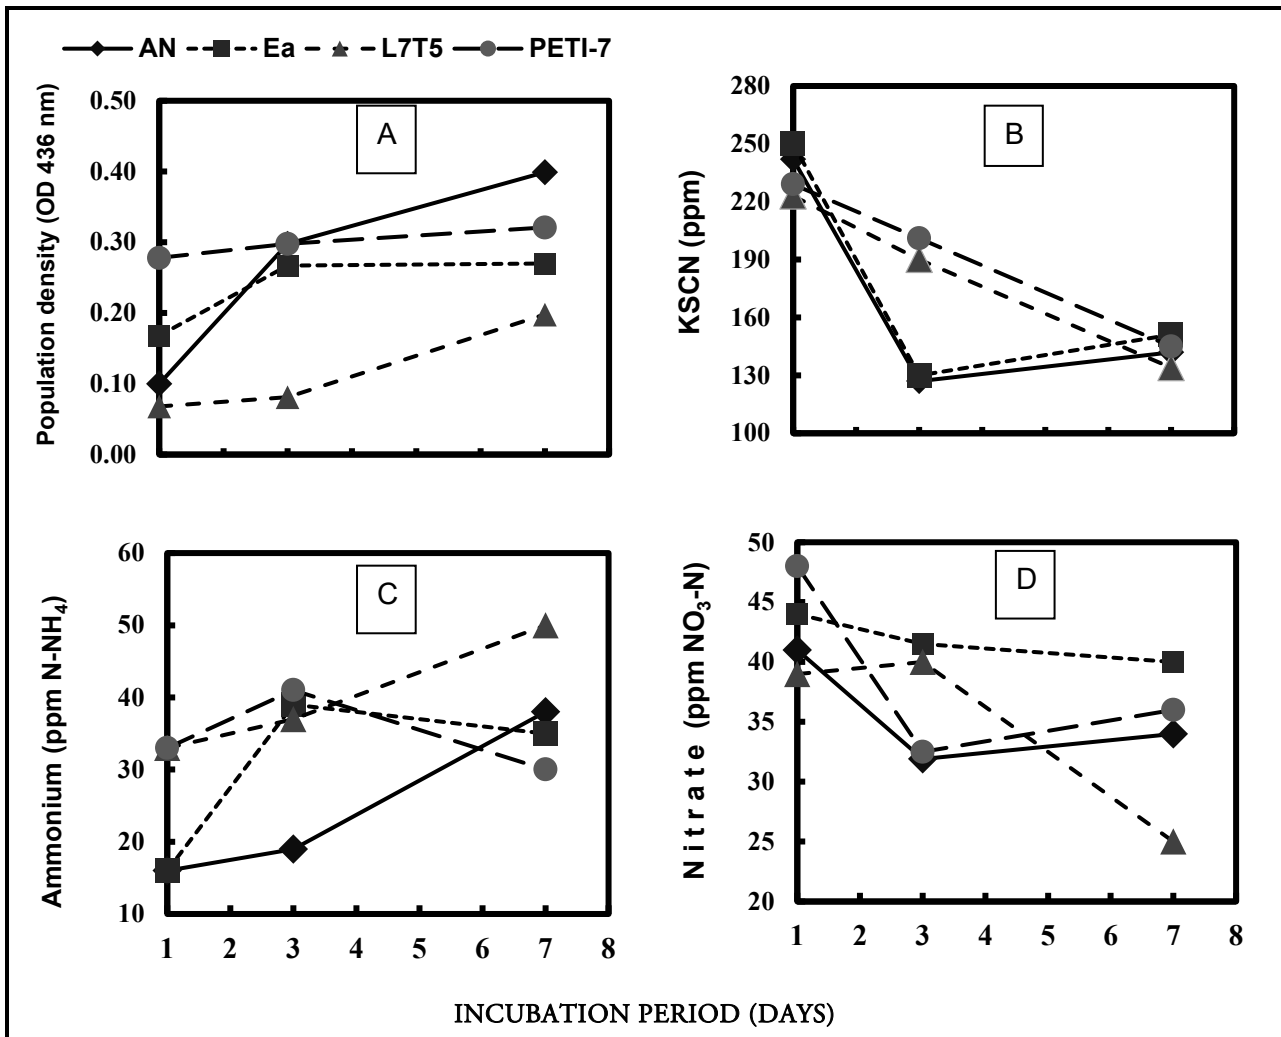 AN Ea L7T5 PETI-7
Population density (OD 436 nm)
0.50
0.40
0.30
0.20
0.10
0.00
A
KSCN (ppm)
280
250
220
190
160
130
100
B
Ammonium (ppm N-NH₄)
60
50
40
30
20
10
C
1 2 3 4 5 6 7 8
Nitrate (ppm NO₃-N)
50
45
40
35
30
25
20
D
1 2 3 4 5 6 7 8
INCUBATION PERIOD (DAYS)